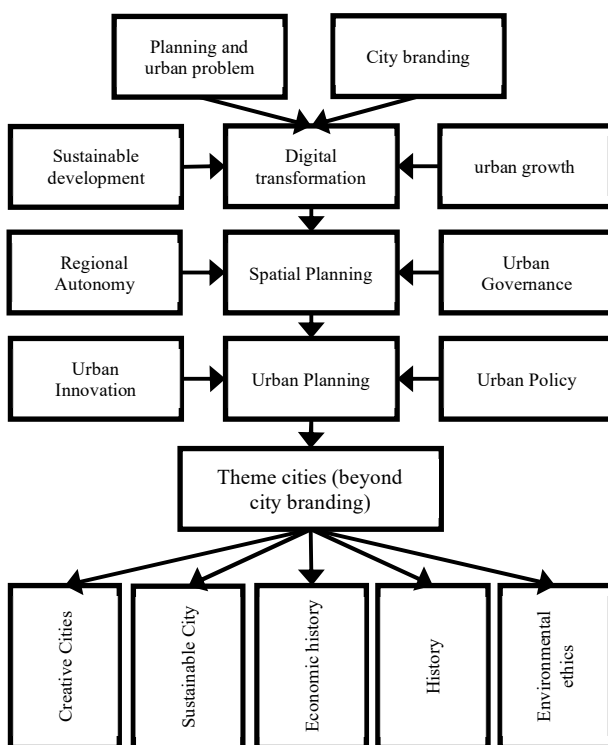 Planning and
urban problem
City branding
Sustainable
development
Digital
transformation
urban growth
Regional
Autonomy
Spatial Planning
Urban
Governance
Urban
Innovation
Urban Planning
Urban Policy
Theme cities (beyond
city branding)
Creative Cities
Sustainable City
Economic history
History
Environmental
ethics